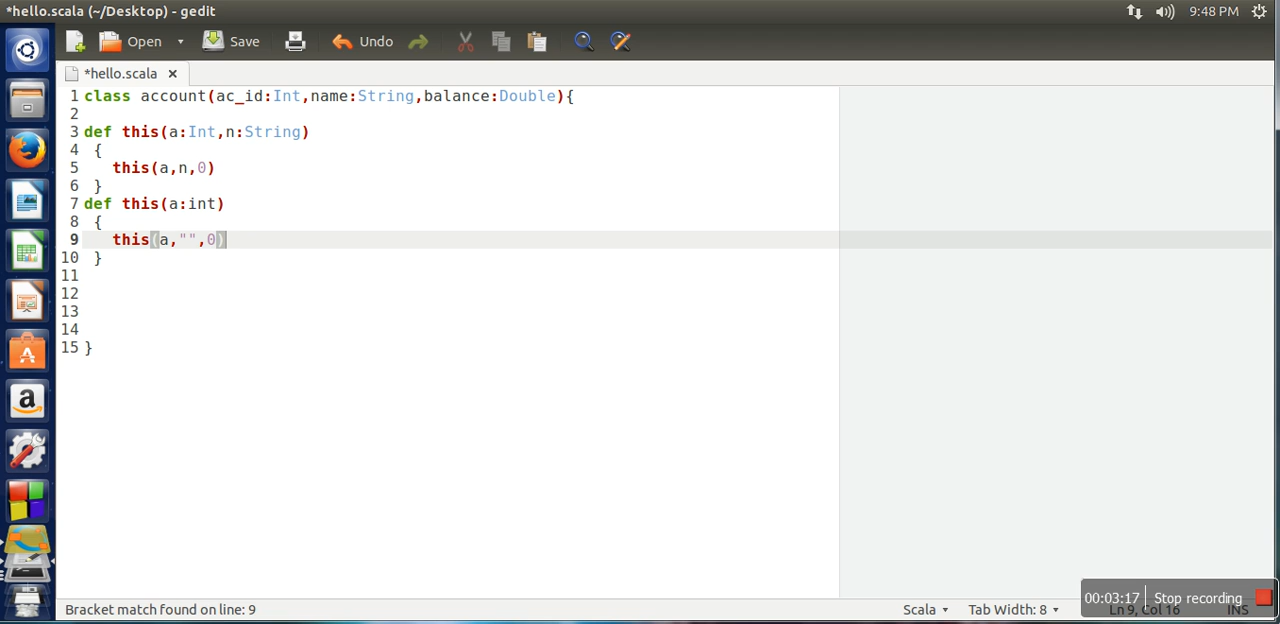 *hello.scala (~/Desktop) - gedit
9:48 PM
Open
Save
Undo
*hello.scala
1 class account(ac_id:Int,name:String,balance:Double){
2
3 def this(a:Int,n:String)
4 {
5 this(a,n,0)
6 }
7 def this(a:int)
8 {
9 this(a,"",0)
10 }
11
12
13
14
15 }
Bracket match found on line: 9
Scala
Tab Width: 8
Ln 9, Col 16
INS
00:03:17
Stop recording